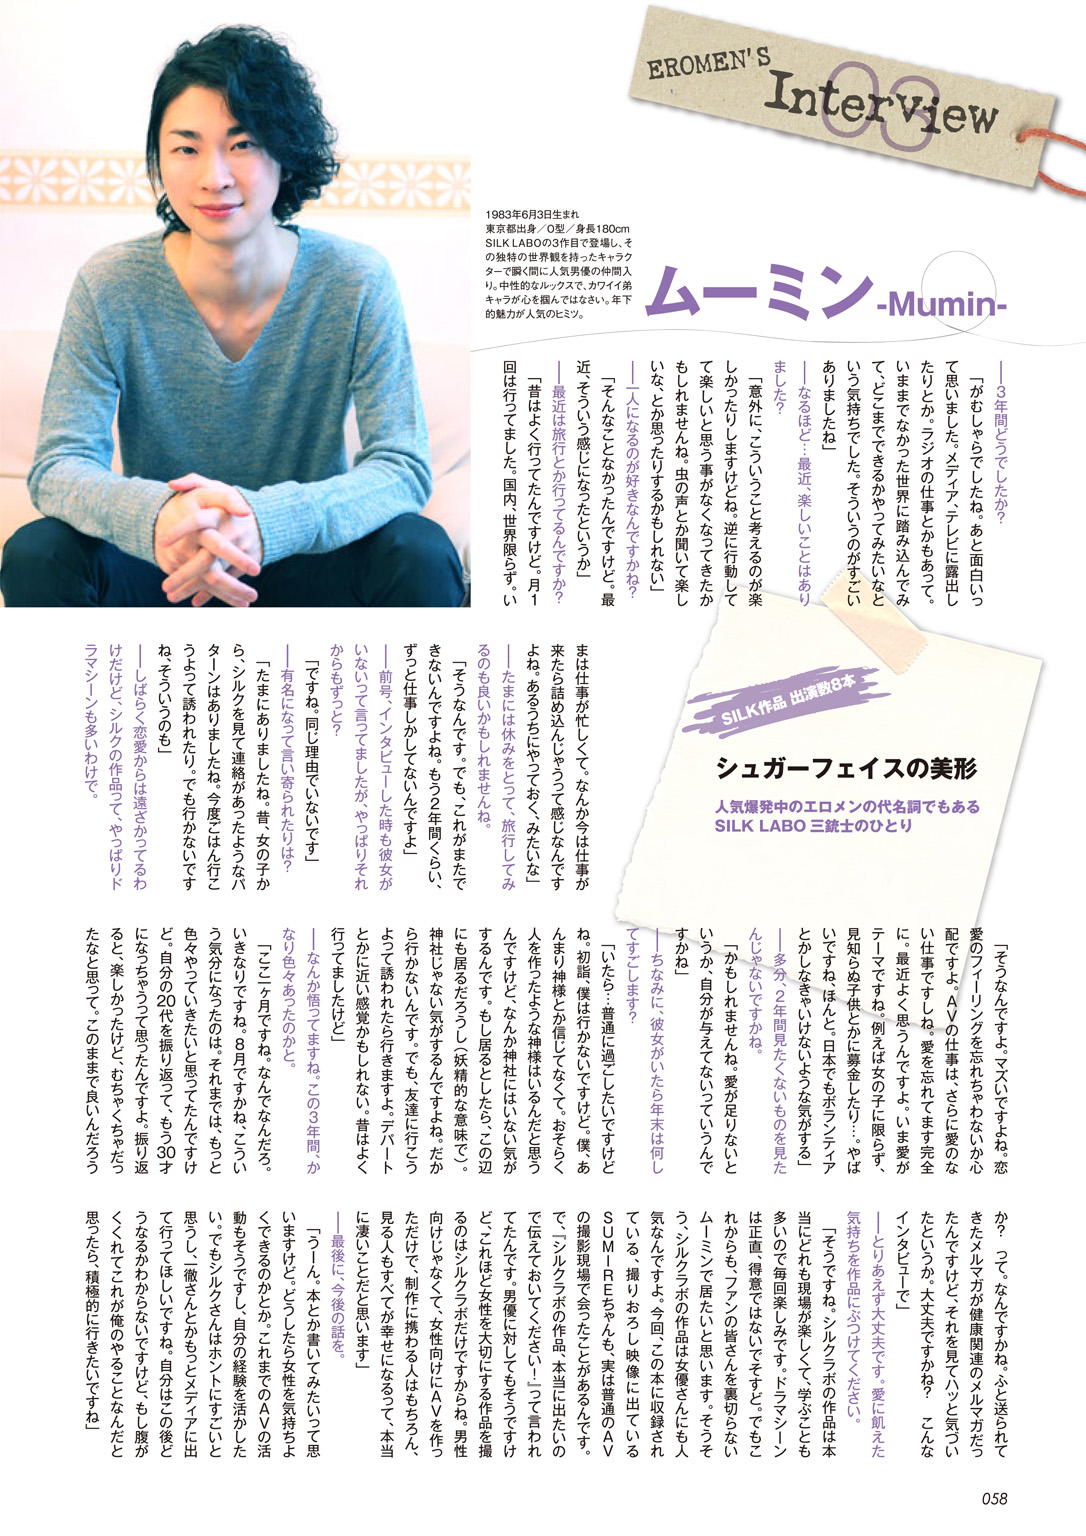 EROMEN'S
Interview
03
1983年6月3日生まれ
東京都出身／O型／身長180cm
SILK LABOの3作目で登場し、そ
の独特の世界観を持ったキャラク
ターで瞬く間に人気男優の仲間入
り。中性的なルックスで、カワイイ弟
キャラが心を掴んではなさい。年下
的魅力が人気のヒミツ。
ムーミン -Mumin-
――3年間どうでしたか？
「がむしゃらでしたね。あと面白いっ
て思いました。メディア、テレビに露出し
たりとか。ラジオの仕事とかもあって。
いままでなかった世界に踏み込んでみ
て、どこまでできるかやってみたいなと
いう気持ちでした。そういうのがすごい
ありましたね」
――なるほど…最近、楽しいことはあり
ました？
「意外に、こういうこと考えるのが楽
しかったりしますけどね。逆に行動して
て楽しいと思う事がなくなってきたか
もしれませんね。虫の声とか聞いて楽し
いな、とか思ったりするかもしれない」
――一人になるのが好きなんですかね？
「そんなことなかったんですけど。最
近、そういう感じになったというか」
――最近は旅行とか行ってるんですか？
「昔はよく行ってたんですけど。月1
回は行ってました。国内、世界限らず。い
まは仕事が忙しくて。なんか今は仕事が
来たら詰め込んじゃうって感じなんです
よね。あるうちにやっておく、みたいな」
――たまには休みをとって、旅行してみ
るのも良いかもしれませんね。
「そうなんです。でも、これがまたで
きないんですよね。もう2年間くらい、
ずっと仕事しかしてないんですよ」
――前号、インタビューした時も彼女が
いないって言ってましたが、やっぱりそれ
からもずっと？
「ですね。同じ理由でいないです」
――有名になって言い寄られたりは？
「たまにありましたね。昔、女の子か
ら、シルクを見て連絡があったようなパ
ターンはありましたね。今度ごはん行こ
うよって誘われたり。でも行かないです
ね、そういうのも」
――しばらく恋愛からは遠ざかってるわ
けだけど、シルクの作品って、やっぱりド
ラマシーンも多いわけで。
SILK作品 出演数8本
シュガーフェイスの美形
人気爆発中のエロメンの代名詞でもある
SILK LABO 三銃士のひとり
「そうなんですよ。マズいですよね。恋
愛のフィーリングを忘れちゃわないか心
配ですよ。AVの仕事は、さらに愛のな
い仕事ですしね。愛を忘れてます完全
に。最近よく思うんですよ。いま愛が
テーマですね。例えば女の子に限らず、
見知らぬ子供とかに募金したり…。やば
いですね、ほんと。日本でもボランティア
とかしなきゃいけないような気がする」
――多分、2年間見たくないものを見た
んじゃないですかね。
「かもしれませんね。愛が足りないと
いうか、自分が与えてないっていうんで
すかね」
――ちなみに、彼女がいたら年末は何し
てすごします？
「いたら…普通に過ごしたいですけど
ね。初詣、僕は行かないですけど。僕、あ
んまり神様とか信じてなくて。おそらく
人を作ったような神様はいるんだと思う
んですけど、なんか神社にはいない気が
するんです。もし居るとしたら、この辺
にも居るだろうし（妖精的な意味で）。
神社じゃない気がするんですよね。だか
ら行かないんです。でも、友達に行こう
よって誘われたら行きますよ。デパート
とかに近い感覚かもしれない。昔はよく
行ってましたけど」
――なんか悟ってますね。この3年間、か
なり色々あったのかと。
「ここ二ヶ月ですね。なんでなんだろ。
いきなりですね。8月ですかね、こうい
う気分になったのは。それまでは、もっと
色々やっていきたいと思ってたんですけ
ど。自分の20代を振り返って、もう30才
になっちゃうって思ったんですよ。振り返
ると、楽しかったけど、むちゃくちゃだっ
たなと思って。このままで良いんだろう
か？ って。なんですかね。ふと送られて
きたメルマガが健康関連のメルマガだっ
たんですけど、それを見てハッと気づい
たというか。大丈夫ですかね？ こんな
インタビューで」
――とりあえず大丈夫です。愛に飢えた
気持ちを作品にぶつけてください。
「そうですね。シルクラボの作品は本
当にどれも現場が楽しくて、学ぶことも
多いので毎回楽しみです。ドラマシーン
は正直、得意ではないでそすど。でもこ
れからも、ファンの皆さんを裏切らない
ムーミンで居たいと思います。そうそ
う、シルクラボの作品は女優さんにも人
気なんですよ。今回、この本に収録され
ている、撮りおろし映像に出ている
SUMIREちゃんも、実は普通のAV
の撮影現場で会ったことがあるんです。
で、『シルクラボの作品、本当に出たいの
で伝えておいてください！』って言われ
てたんです。男優に対してもそうですけ
ど、これほど女性を大切にする作品を撮
るのはシルクラボだけですからね。男性
向けじゃなくて、女性向けにAVを作っ
ただけで、制作に携わる人はもちろん、
見る人もすべてが幸せになるって、本当
に凄いことだと思います」
――最後に、今後の話を。
「うーん。本とか書いてみたいって思
いますけど。どうしたら女性を気持ちよ
くできるのかとか。これまでのAVの活
動もそうですし、自分の経験を活かした
い。でもシルクさんはホントにすごいと
思うし、一徹さんとかもっとメディアに出
て行ってほしいですね。自分はこの後ど
うなるかわからないですけど、もし腹が
くくれてこれが俺のやることなんだと
思ったら、積極的に行きたいですね」
058